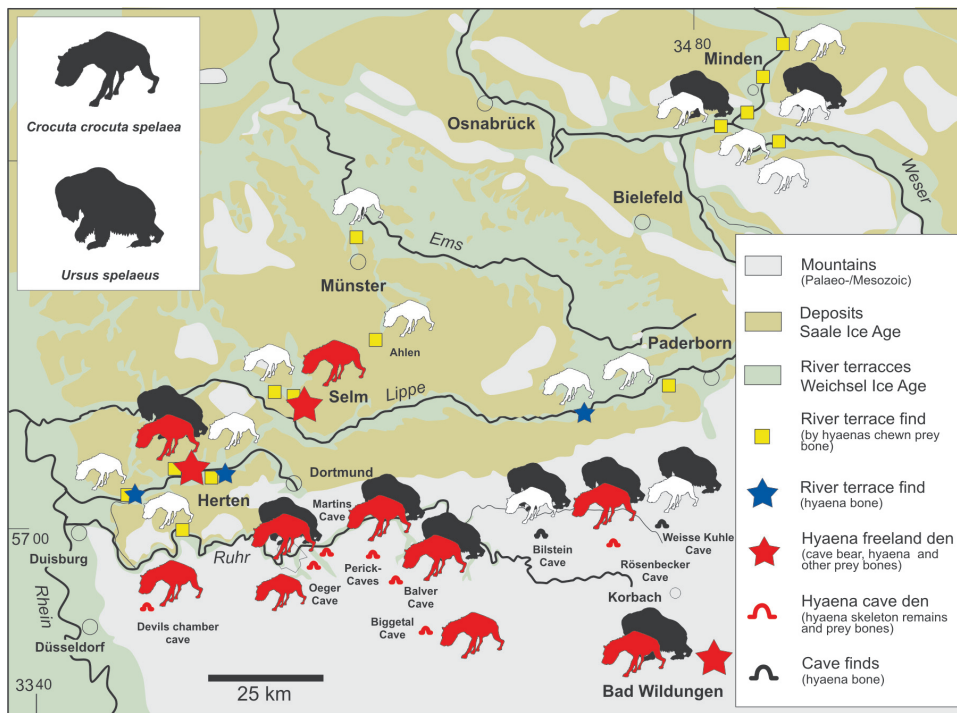 Crocuta crocuta spelaea
Ursus spelaeus
34 80
Minden
Osnabrück
Weser
Bielefeld
Ems
Münster
Ahlen
Paderborn
Selm
Lippe
Dortmund
Herten
Martins
Cave
57 00
Duisburg
Ruhr
Rhein
Düsseldorf
33 40
Devils chamber
cave
Oeger
Cave
Perick-
Caves
Balver
Cave
Biggetal
Cave
Bilstein
Cave
Rösenbecker
Cave
Weisse Kuhle
Cave
Korbach
Bad Wildungen
25 km
Mountains
(Palaeo-/Mesozoic)
Deposits
Saale Ice Age
River terracces
Weichsel Ice Age
River terrace find
(by hyaenas chewn prey
bone)
River terrace find
(hyaena bone)
Hyaena freeland den
(cave bear, hyaena and
other prey bones)
Hyaena cave den
(hyaena skeleton remains
and prey bones)
Cave finds
(hyaena bone)